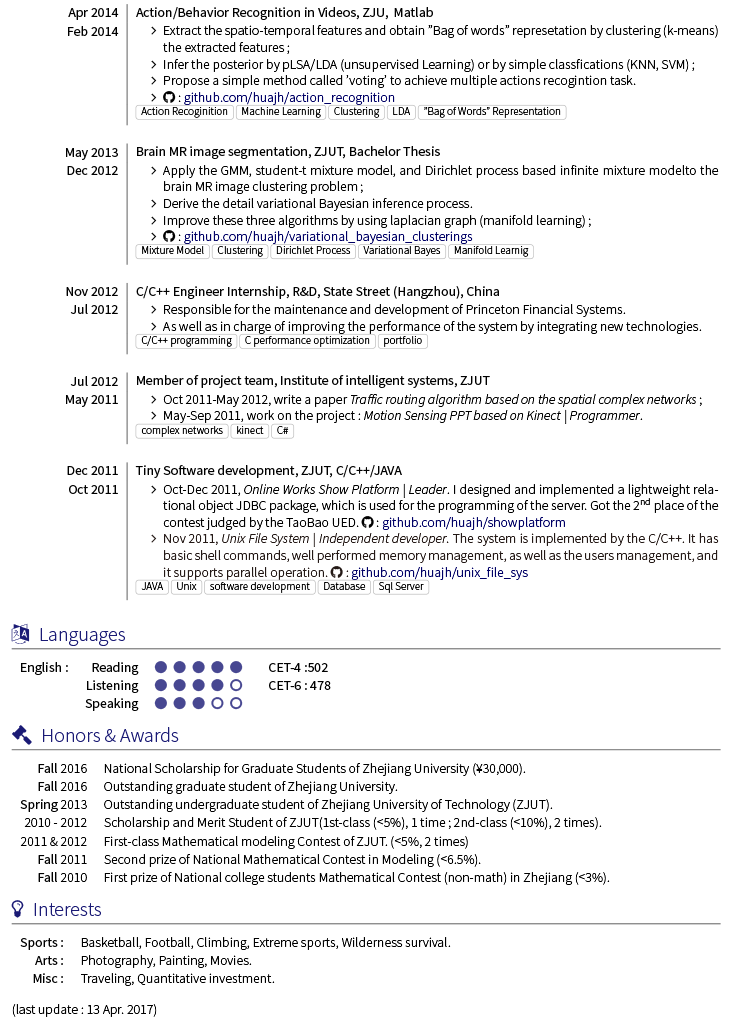 Apr 2014 Action/Behavior Recognition in Videos, ZJU, Matlab
Feb 2014 > Extract the spatio-temporal features and obtain ”Bag of words” represetation by clustering (k-means)
the extracted features ;
> Infer the posterior by pLSA/LDA (unsupervised Learning) or by simple classfications (KNN, SVM) ;
> Propose a simple method called ’voting’ to achieve multiple actions recogintion task.
> : github.com/huajh/action_recognition
Action Recoginition Machine Learning Clustering LDA ”Bag of Words” Representation
May 2013 Brain MR image segmentation, ZJUT, Bachelor Thesis
Dec 2012 > Apply the GMM, student-t mixture model, and Dirichlet process based infinite mixture modelto the
brain MR image clustering problem ;
> Derive the detail variational Bayesian inference process.
> Improve these three algorithms by using laplacian graph (manifold learning) ;
> : github.com/huajh/variational_bayesian_clusterings
Mixture Model Clustering Dirichlet Process Variational Bayes Manifold Learnig
Nov 2012 C/C++ Engineer Internship, R&D, State Street (Hangzhou), China
Jul 2012 > Responsible for the maintenance and development of Princeton Financial Systems.
> As well as in charge of improving the performance of the system by integrating new technologies.
C/C++ programming C performance optimization portfolio
Jul 2012 Member of project team, Institute of intelligent systems, ZJUT
May 2011 > Oct 2011-May 2012, write a paper Traffic routing algorithm based on the spatial complex networks ;
> May-Sep 2011, work on the project : Motion Sensing PPT based on Kinect | Programmer.
complex networks kinect C#
Dec 2011 Tiny Software development, ZJUT, C/C++/JAVA
Oct 2011 > Oct-Dec 2011, Online Works Show Platform | Leader. I designed and implemented a lightweight rela-
tional object JDBC package, which is used for the programming of the server. Got the 2nd place of the
contest judged by the TaoBao UED. : github.com/huajh/showplatform
> Nov 2011, Unix File System | Independent developer. The system is implemented by the C/C++. It has
basic shell commands, well performed memory management, as well as the users management, and
it supports parallel operation. : github.com/huajh/unix_file_sys
JAVA Unix software development Database Sql Server
Languages
English : Reading CET-4 :502
Listening CET-6 : 478
Speaking
Honors & Awards
Fall 2016 National Scholarship for Graduate Students of Zhejiang University (¥30,000).
Fall 2016 Outstanding graduate student of Zhejiang University.
Spring 2013 Outstanding undergraduate student of Zhejiang University of Technology (ZJUT).
2010 - 2012 Scholarship and Merit Student of ZJUT(1st-class (<5%), 1 time ; 2nd-class (<10%), 2 times).
2011 & 2012 First-class Mathematical modeling Contest of ZJUT. (<5%, 2 times)
Fall 2011 Second prize of National Mathematical Contest in Modeling (<6.5%).
Fall 2010 First prize of National college students Mathematical Contest (non-math) in Zhejiang (<3%).
Interests
Sports : Basketball, Football, Climbing, Extreme sports, Wilderness survival.
Arts : Photography, Painting, Movies.
Misc : Traveling, Quantitative investment.
(last update : 13 Apr. 2017)